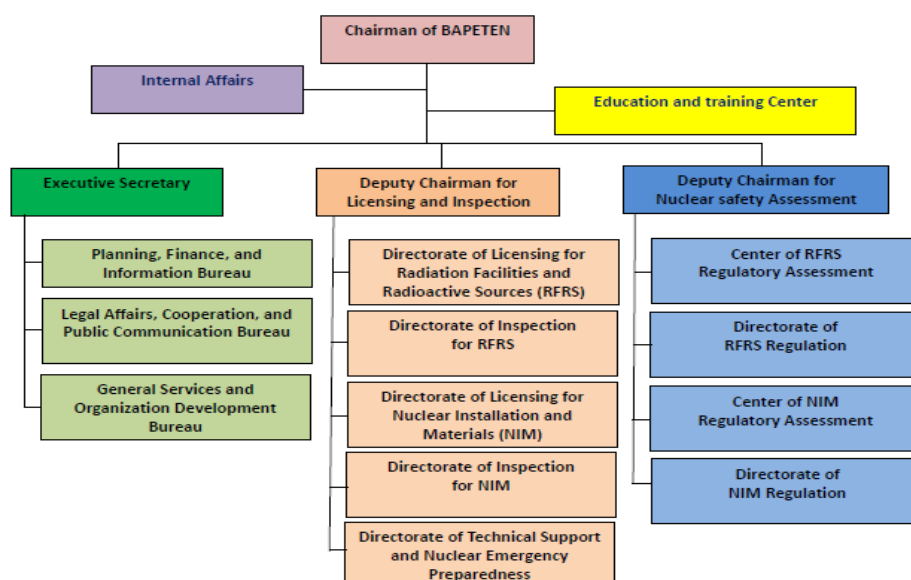 Chairman of BAPETEN
Internal Affairs
Education and training Center
Executive Secretary
Planning, Finance, and
Information Bureau
Legal Affairs, Cooperation, and
Public Communication Bureau
General Services and
Organization Development
Bureau
Deputy Chairman for
Licensing and Inspection
Directorate of Licensing for
Radiation Facilities and
Radioactive Sources (RFRS)
Directorate of Inspection
for RFRS
Directorate of Licensing for
Nuclear Installation and
Materials (NIM)
Directorate of Inspection
for NIM
Directorate of Technical Support
and Nuclear Emergency
Preparedness
Deputy Chairman for
Nuclear safety Assessment
Center of RFRS
Regulatory Assessment
Directorate of
RFRS Regulation
Center of NIM
Regulatory Assessment
Directorate of
NIM Regulation